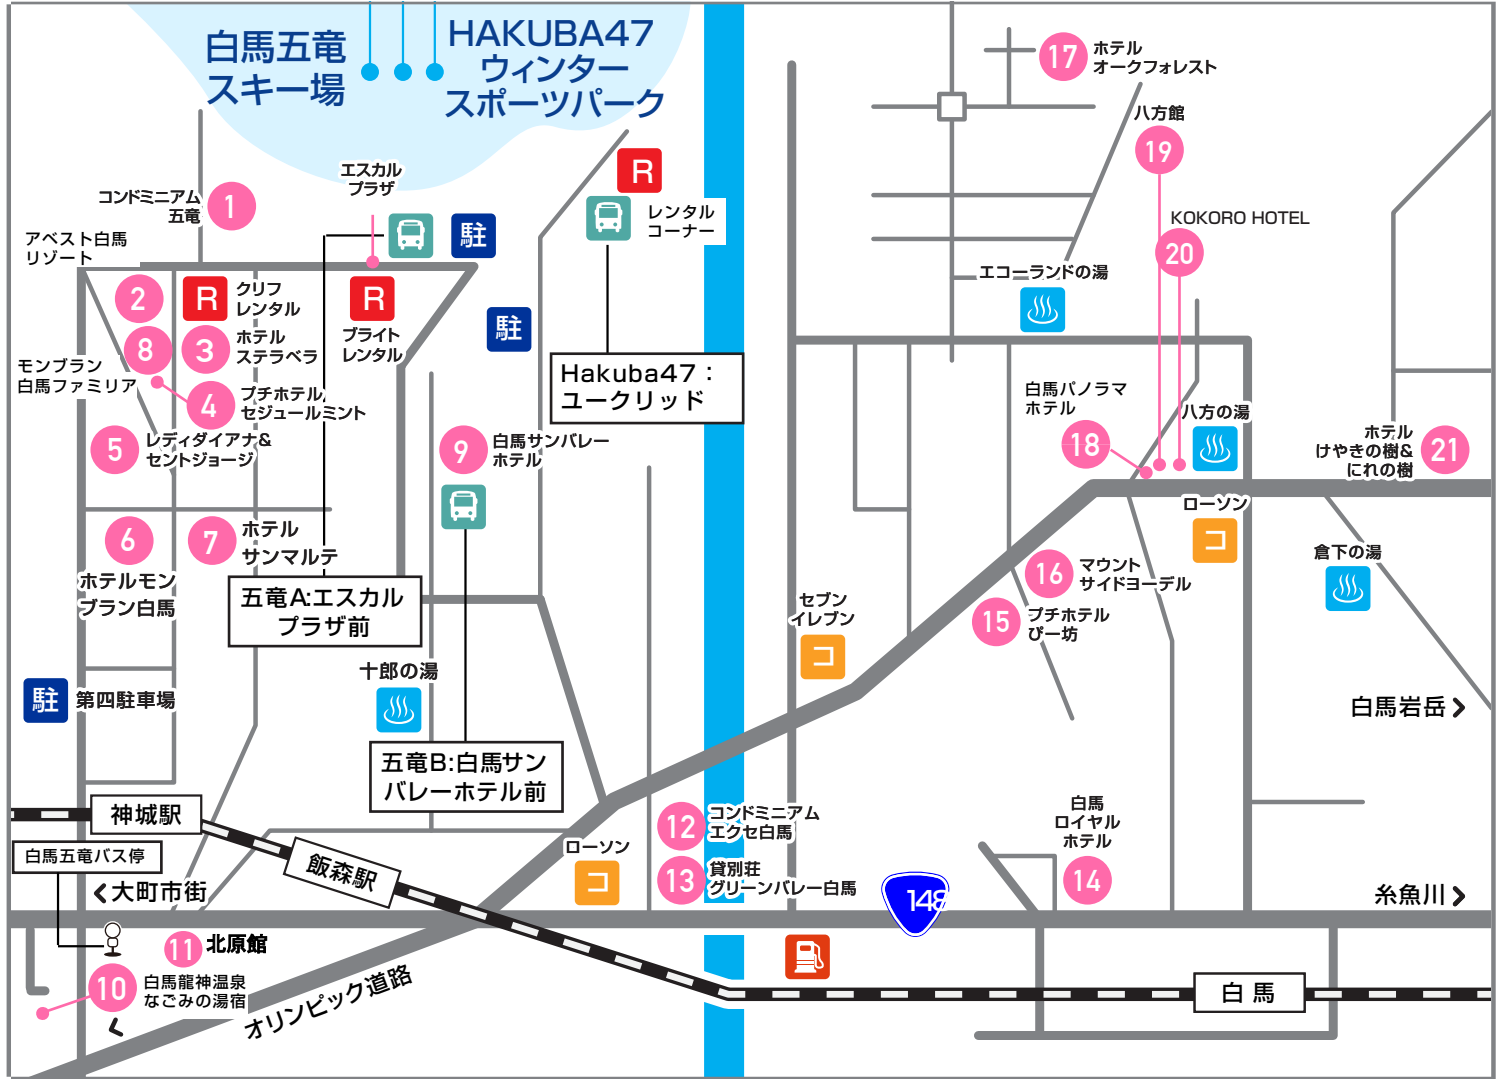 白馬五竜
スキー場
HAKUBA47
ウィンター
スポーツパーク
17
ホテル
オークフォレスト
八方館
19
エスカル
プラザ
R
コンドミニアム
五竜
1
レンタル
コーナー
駐
KOKORO HOTEL
20
アベスト白馬
リゾート
エコーランドの湯
2
R
クリフ
レンタル
R
ブライト
レンタル
駐
8
3
ホテル
ステラベラ
モンブラン
白馬ファミリア
4
プチホテル
セジュールミント
Hakuba47：
ユークリッド
白馬パノラマ
ホテル
18
八方の湯
5
レディダイアナ&
セントジョージ
9
白馬サンバレー
ホテル
ホテル
けやきの樹&
にれの樹
21
ローソン
コ
6
ホテルモン
ブラン白馬
7
ホテル
サンマルテ
倉下の湯
16
マウント
サイドヨーデル
五竜A:エスカル
プラザ前
セブン
イレブン
コ
15
プチホテル
ぴー坊
十郎の湯
駐
第四駐車場
白馬岩岳
五竜B:白馬サン
バレーホテル前
神城駅
12
コンドミニアム
エクセ白馬
白馬
ロイヤル
ホテル
14
白馬五竜バス停
飯森駅
ローソン
コ
13
貸別荘
グリーンバレー白馬
大町市街
148
糸魚川
11
北原館
10
白馬龍神温泉
なごみの湯宿
オリンピック道路
白馬